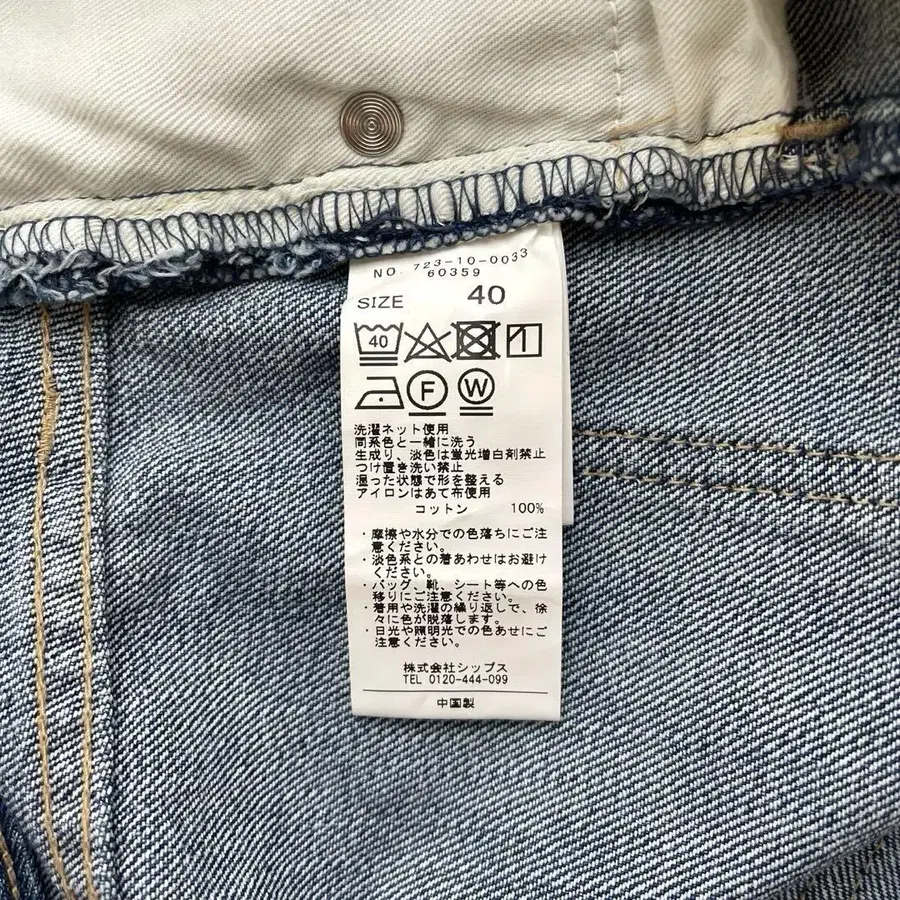 NO. 723-10-0033
60359
SIZE 40
40
F W
洗濯ネット使用
同系色と一緒に洗う
生成り、淡色は蛍光増白剤禁止
つけ置き洗い禁止
湿った状態で形を整える
アイロンはあて布使用
コットン 100%
・摩擦や水分での色落ちにご注
意ください。
・淡色系との着あわせはお避け
ください。
・バッグ、靴、シート等への色
移りにご注意ください。
・着用や洗濯の繰り返しで、徐
々に色が脱落します。
・日光や照明光での色あせにご
注意ください。
株式会社シップス
TEL 0120-444-099
中国製